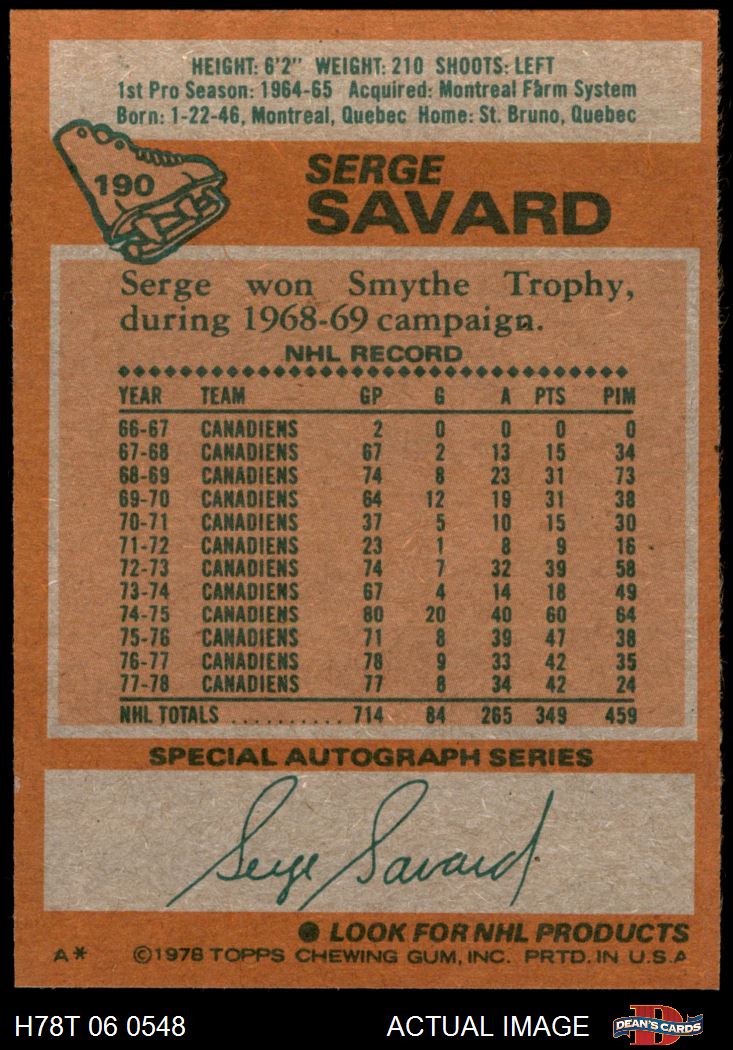 HEIGHT: 6'2" WEIGHT: 210 SHOOTS: LEFT
1st Pro Season: 1964-65 Acquired: Montreal Farm System
Born: 1-22-46, Montreal, Quebec Home: St. Bruno, Quebec
190
SERGE
SAVARD
Serge won Smythe Trophy,
during 1968-69 campaign.
NHL RECORD
YEAR TEAM GP G A PTS PIM
66-67 CANADIENS 2 0 0 0 0
67-68 CANADIENS 67 2 13 15 34
68-69 CANADIENS 74 8 23 31 73
69-70 CANADIENS 64 12 19 31 38
70-71 CANADIENS 37 5 10 15 30
71-72 CANADIENS 23 1 8 9 16
72-73 CANADIENS 74 7 32 39 58
73-74 CANADIENS 67 4 14 18 49
74-75 CANADIENS 80 20 40 60 64
75-76 CANADIENS 71 8 39 47 38
76-77 CANADIENS 78 9 33 42 35
77-78 CANADIENS 77 8 34 42 24
NHL TOTALS .......... 714 84 265 349 459
SPECIAL AUTOGRAPH SERIES
Serge Savard
● LOOK FOR NHL PRODUCTS
A* ©1978 TOPPS CHEWING GUM, INC. PRTD. IN U.S.A
H78T 06 0548 ACTUAL IMAGE D DEAN'S CARDS